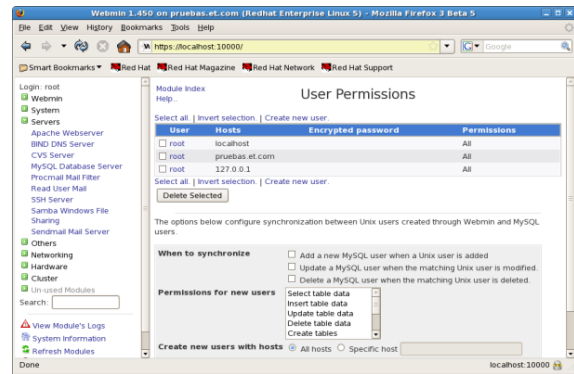 Webmin 1.450 on pruebas.et.com (Redhat Enterprise Linux 5) - Mozilla Firefox 3 Beta 5
File Edit View History Bookmarks Tools Help
https://localhost:10000/
Google
Smart Bookmarks Red Hat Red Hat Magazine Red Hat Network Red Hat Support
Login: root
Webmin
System
Servers
Apache Webserver
BIND DNS Server
CVS Server
MySQL Database Server
Procmail Mail Filter
Read User Mail
SSH Server
Samba Windows File
Sharing
Sendmail Mail Server
Others
Networking
Hardware
Cluster
Un-used Modules
Search:
View Module's Logs
System Information
Refresh Modules
Module Index
Help..
User Permissions
Select all. | Invert selection. | Create new user.
User Hosts Encrypted password Permissions
root localhost All
root pruebas.et.com All
root 127.0.0.1 All
Select all. | Invert selection. | Create new user.
Delete Selected
The options below configure synchronization between Unix users created through Webmin and MySQL
users.
When to synchronize
Add a new MySQL user when a Unix user is added
Update a MySQL user when the matching Unix user is modified.
Delete a MySQL user when the matching Unix user is deleted.
Permissions for new users
Select table data
Insert table data
Update table data
Delete table data
Create tables
Create new users with hosts All hosts Specific host
Done
localhost:10000